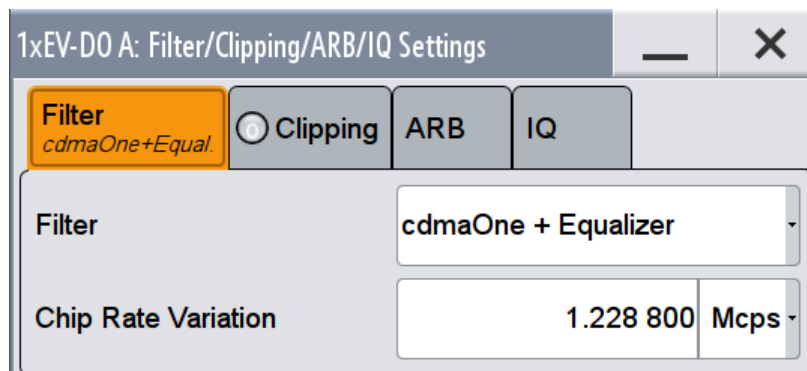 1xEV-DO A: Filter/Clipping/ARB/IQ Settings
Filter
cdmaOne+Equal.
Clipping
ARB
IQ
Filter
cdmaOne + Equalizer
Chip Rate Variation
1.228 800 Mcps